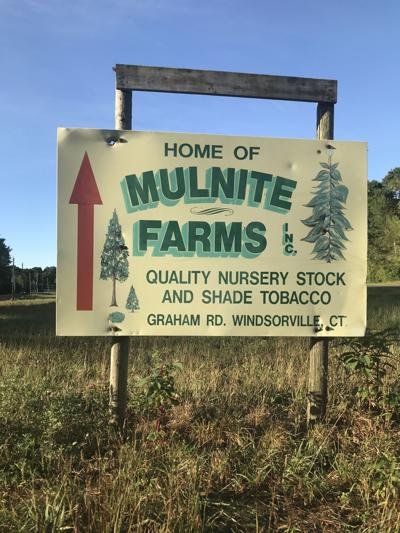 HOME OF
MULNITE
FARMS INC.
QUALITY NURSERY STOCK
AND SHADE TOBACCO
GRAHAM RD. WINDSORVILLE, CT